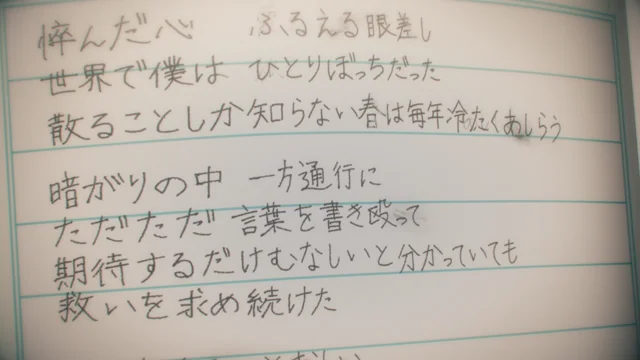 悴んだ心　ふるえる眼差し
世界で僕は　ひとりぼっちだった
散ることしか知らない春は毎年冷たくあしらう
暗がりの中　一方通行に
ただただ　言葉を書き殴って
期待するだけむなしいと分かっていても
救いを求め続けた